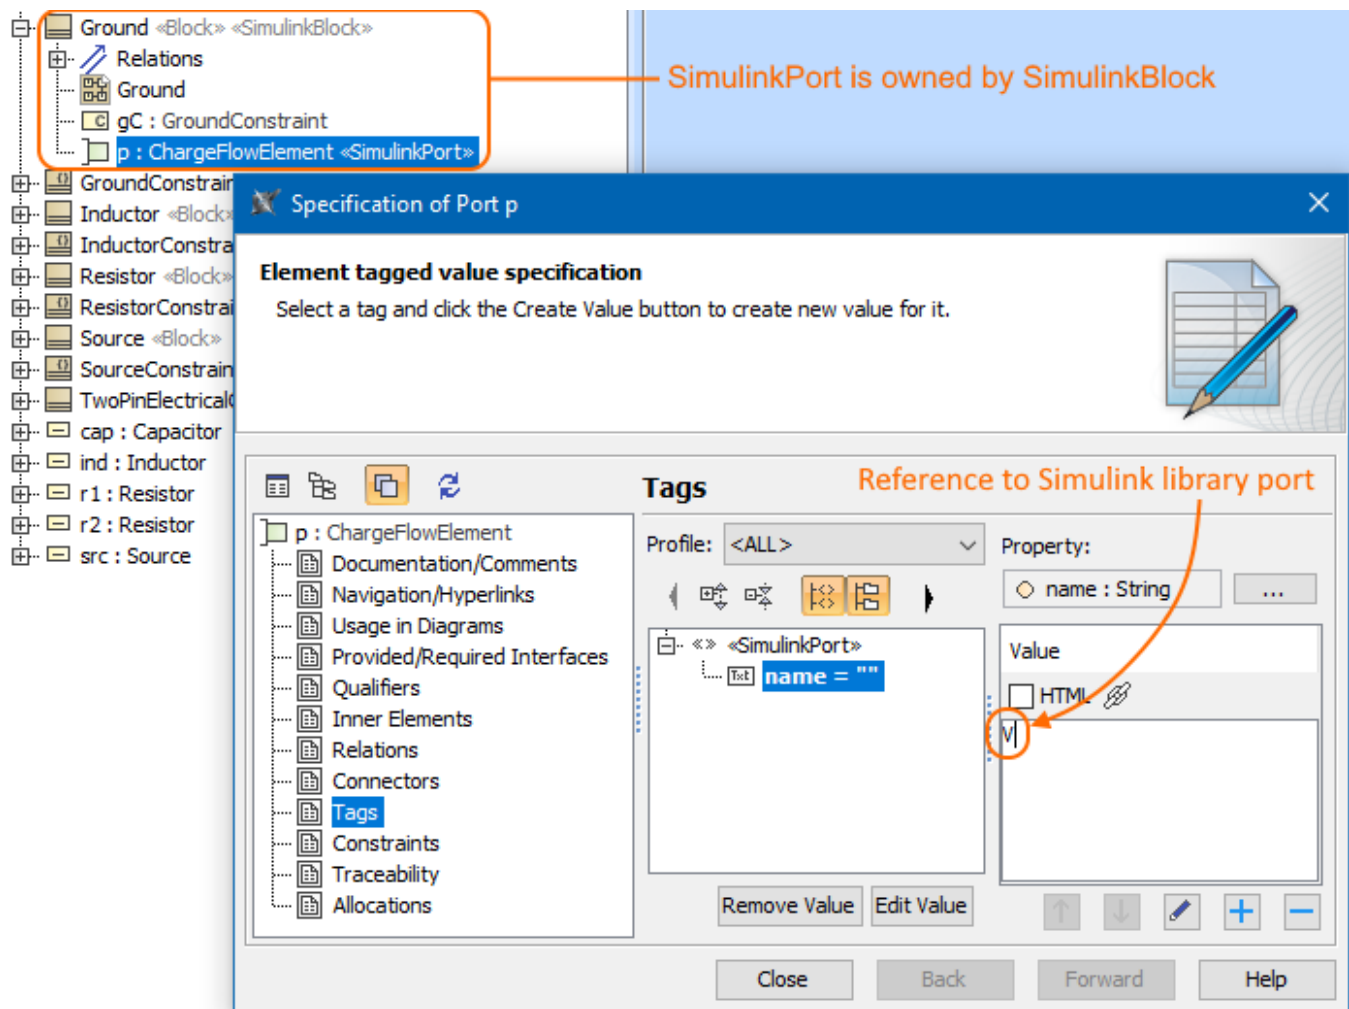 Ground «Block» «SimulinkBlock»
Relations
Ground
gC : GroundConstraint
p : ChargeFlowElement «SimulinkPort»
SimulinkPort is owned by SimulinkBlock
GroundConstrain
Inductor «Block»
InductorConstra
Resistor «Block»
ResistorConstrai
Source «Block»
SourceConstrain
TwoPinElectrical
cap : Capacitor
ind : Inductor
r1 : Resistor
r2 : Resistor
src : Source
Specification of Port p
Element tagged value specification
Select a tag and click the Create Value button to create new value for it.
p : ChargeFlowElement
Documentation/Comments
Navigation/Hyperlinks
Usage in Diagrams
Provided/Required Interfaces
Qualifiers
Inner Elements
Relations
Connectors
Tags
Constraints
Traceability
Allocations
Tags
Reference to Simulink library port
Profile: <ALL>
Property:
name : String
...
«» «SimulinkPort»
Txt name = ""
Value
HTML
V
Remove Value
Edit Value
Close
Back
Forward
Help